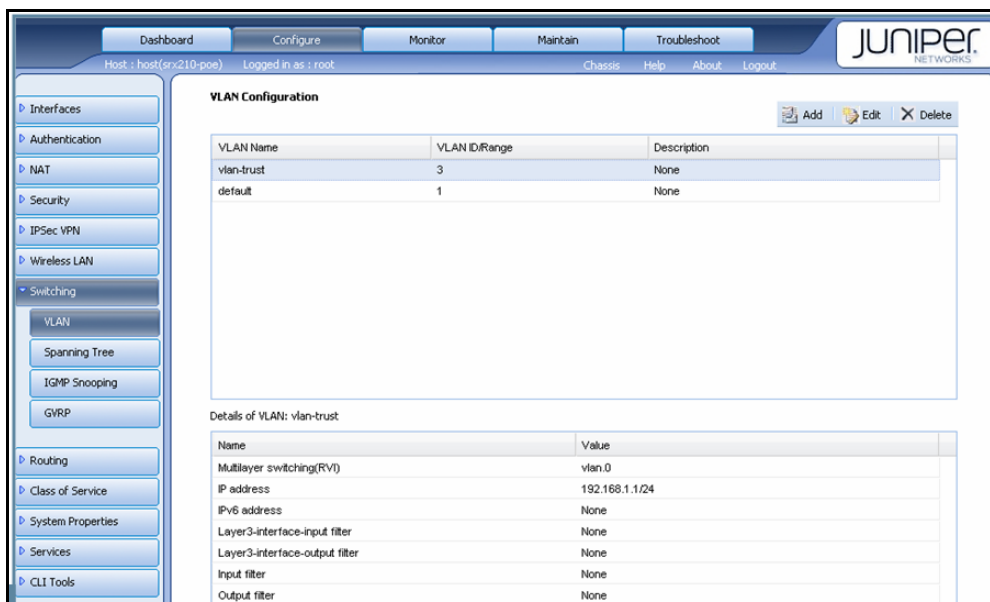 Dashboard Configure Monitor Maintain Troubleshoot
JUNIPER
NETWORKS
Host : host(srx210-poe) Logged in as : root Chassis Help About Logout
Interfaces
Authentication
NAT
Security
IPSec VPN
Wireless LAN
Switching
VLAN
Spanning Tree
IGMP Snooping
GVRP
Routing
Class of Service
System Properties
Services
CLI Tools
VLAN Configuration
Add Edit Delete
VLAN Name VLAN ID/Range Description
vlan-trust 3 None
default 1 None
Details of VLAN: vlan-trust
Name Value
Multilayer switching(RVI) vlan.0
IP address 192.168.1.1/24
IPv6 address None
Layer3-interface-input filter None
Layer3-interface-output filter None
Input filter None
Output filter None